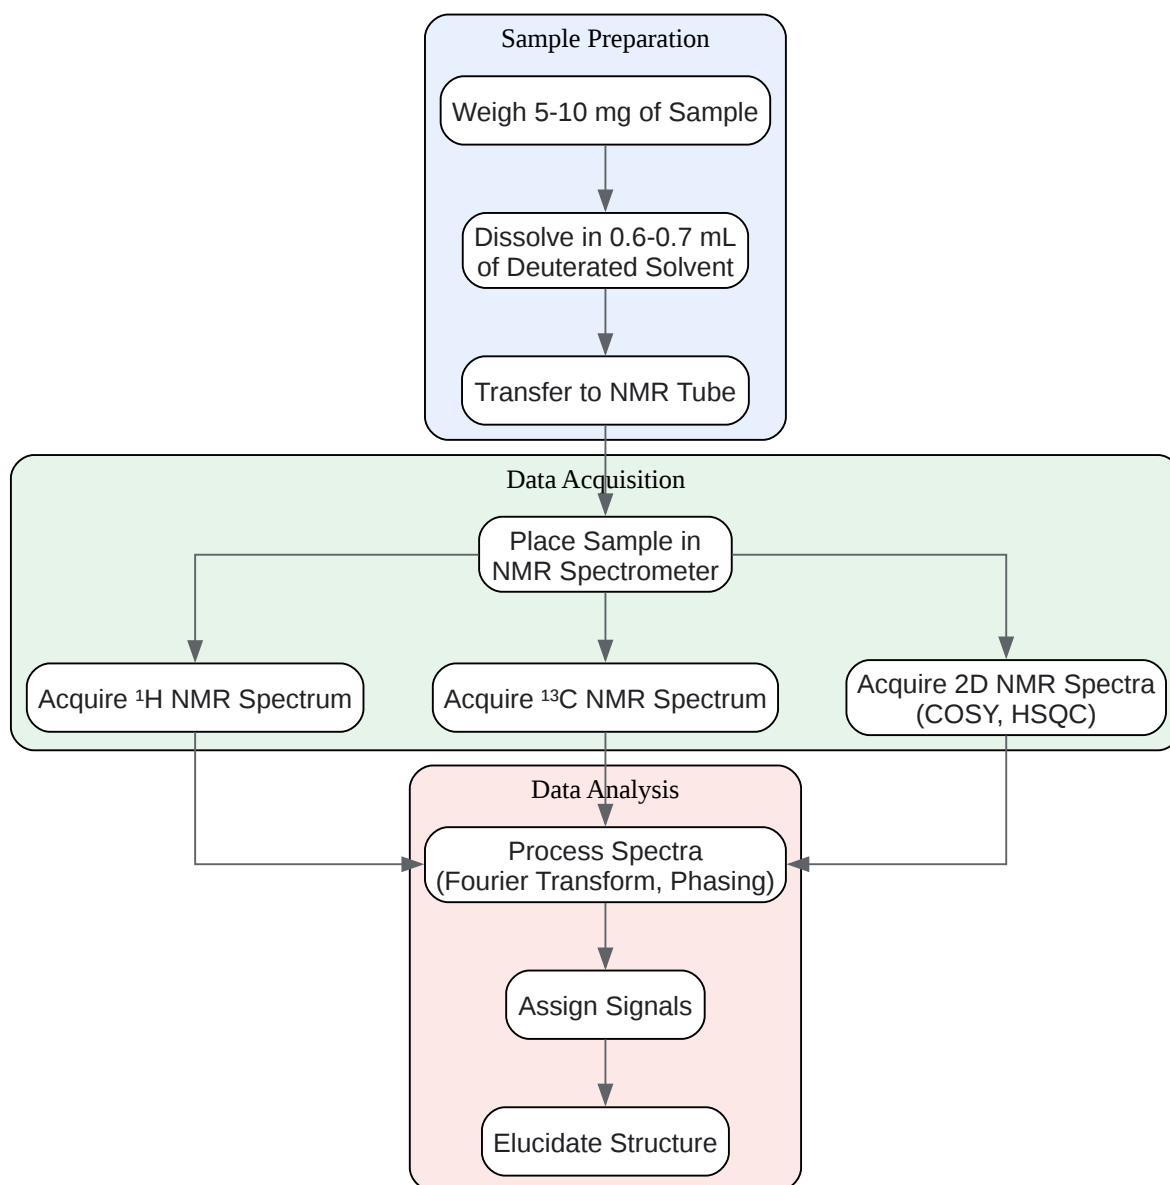 Sample Preparation
Weigh 5-10 mg of Sample
Dissolve in 0.6-0.7 mL
of Deuterated Solvent
Transfer to NMR Tube
Data Acquisition
Place Sample in
NMR Spectrometer
Acquire ¹H NMR Spectrum
Acquire ¹³C NMR Spectrum
Acquire 2D NMR Spectra
(COSY, HSQC)
Data Analysis
Process Spectra
(Fourier Transform, Phasing)
Assign Signals
Elucidate Structure